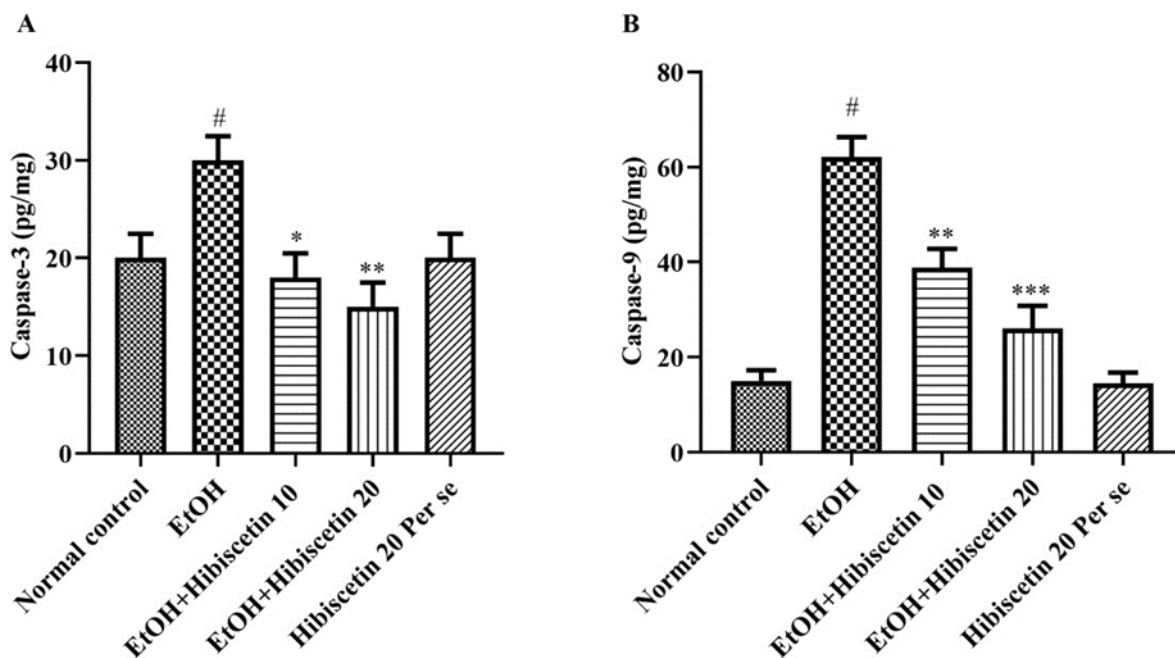 A
Caspase-3 (pg/mg)
40
30
20
10
0
#
*
**
Normal control
EtOH
EtOH+Hibiscetin 10
EtOH+Hibiscetin 20
Hibiscetin 20 Per se
B
Caspase-9 (pg/mg)
80
60
40
20
0
#
**
***
Normal control
EtOH
EtOH+Hibiscetin 10
EtOH+Hibiscetin 20
Hibiscetin 20 Per se